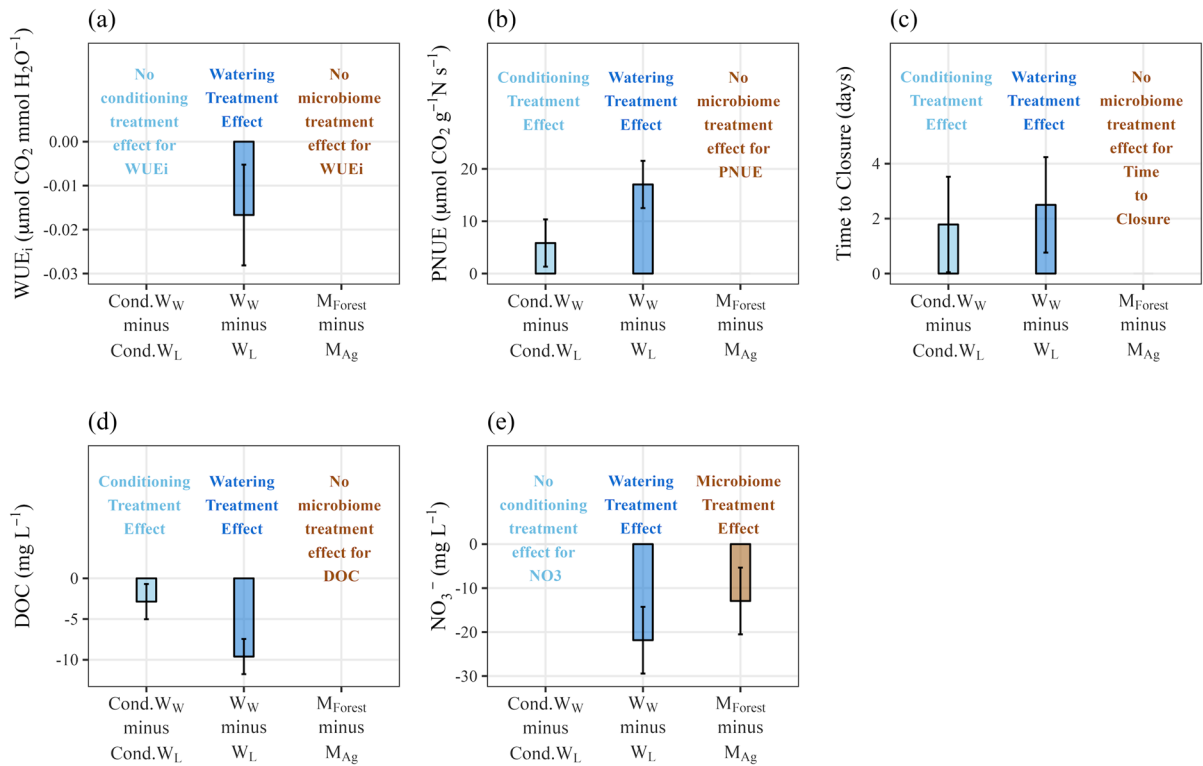 (a)
WUEi (μmol CO2 mmol H2O−1)
0.00
-0.01
-0.02
-0.03
No
conditioning
treatment
effect for
WUEi
Watering
Treatment
Effect
No
microbiome
treatment
effect for
WUEi
Cond.WW
minus
Cond.WL
WW
minus
WL
MForest
minus
MAg
(b)
PNUE (μmol CO2 g−1N s−1)
20
10
0
Conditioning
Treatment
Effect
Watering
Treatment
Effect
No
microbiome
treatment
effect for
PNUE
Cond.WW
minus
Cond.WL
WW
minus
WL
MForest
minus
MAg
(c)
Time to Closure (days)
4
2
0
Conditioning
Treatment
Effect
Watering
Treatment
Effect
No
microbiome
treatment
effect for
Time
to
Closure
Cond.WW
minus
Cond.WL
WW
minus
WL
MForest
minus
MAg
(d)
DOC (mg L−1)
0
-5
-10
Conditioning
Treatment
Effect
Watering
Treatment
Effect
No
microbiome
treatment
effect for
DOC
Cond.WW
minus
Cond.WL
WW
minus
WL
MForest
minus
MAg
(e)
NO3− (mg L−1)
0
-10
-20
-30
No
conditioning
treatment
effect for
NO3
Watering
Treatment
Effect
Microbiome
Treatment
Effect
Cond.WW
minus
Cond.WL
WW
minus
WL
MForest
minus
MAg